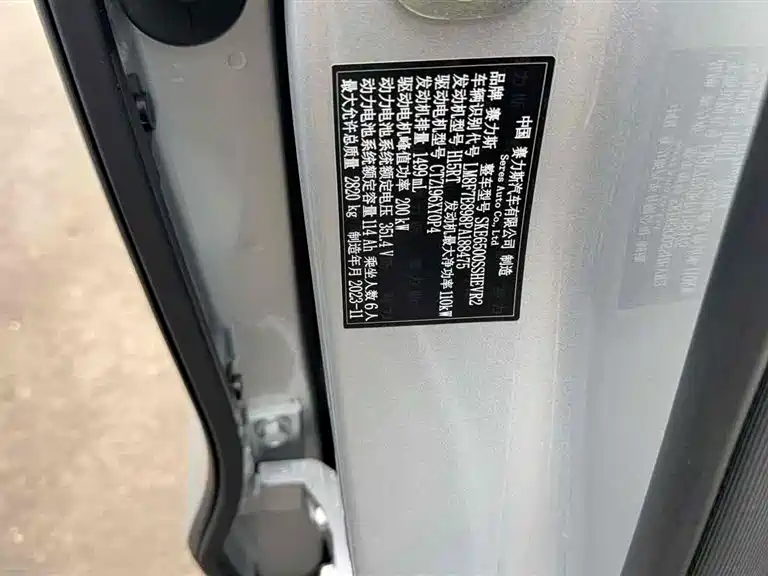 中国 赛力斯汽车有限公司 制造
Seres Auto Co., Ltd
品牌 赛力斯 整车型号 SKE6500SSHEVR2
车辆识别代号 LM8F7E898PA189475
发动机型号 H15RT 发动机最大净功率 110kW
驱动电机型号 CTZ196XY0F4
发动机排量 1499 mL
驱动电机峰值功率 200 kW
动力电池系统额定电压 351.4 V
动力电池系统额定容量 114 Ah 乘坐人数 6 人
最大允许总质量 2820 kg 制造年月 2023-11